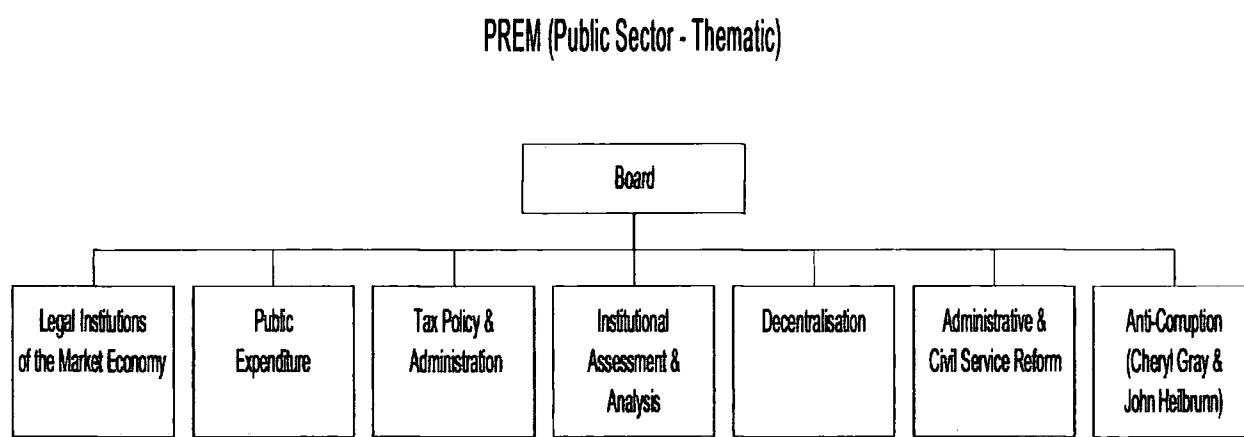 PREM (Public Sector - Thematic)
Board
Legal Institutions
of the Market Economy
Public
Expenditure
Tax Policy &
Administration
Institutional
Assessment &
Analysis
Decentralisation
Administrative &
Civil Service Reform
Anti-Corruption
(Cheryl Gray &
John Heilbrunn)